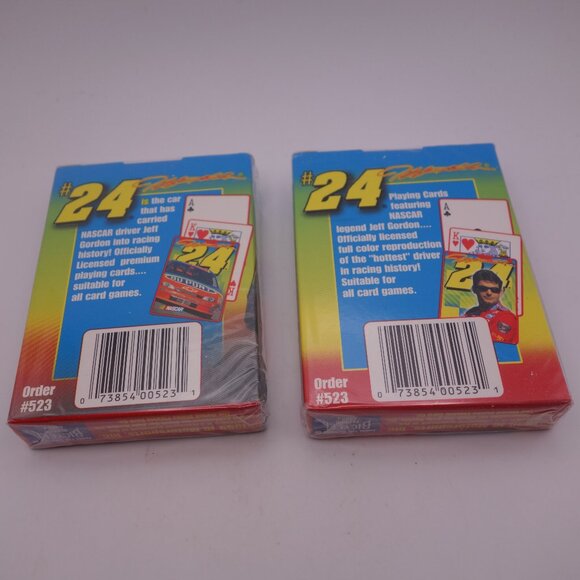 #24
is the car
that has
carried
NASCAR driver Jeff
Gordon into racing
history! Officially
Licensed premium
playing cards....
suitable for
all card games.
A
K
24
NASCAR
K
Order
#523
0 73854 00523 1
#24
Playing Cards
featuring
NASCAR
legend Jeff Gordon....
Officially licensed
full color reproduction
of the "hottest" driver
in racing history!
Suitable for
all card games.
A
K
24
Order
#523
0 73854 00523 1